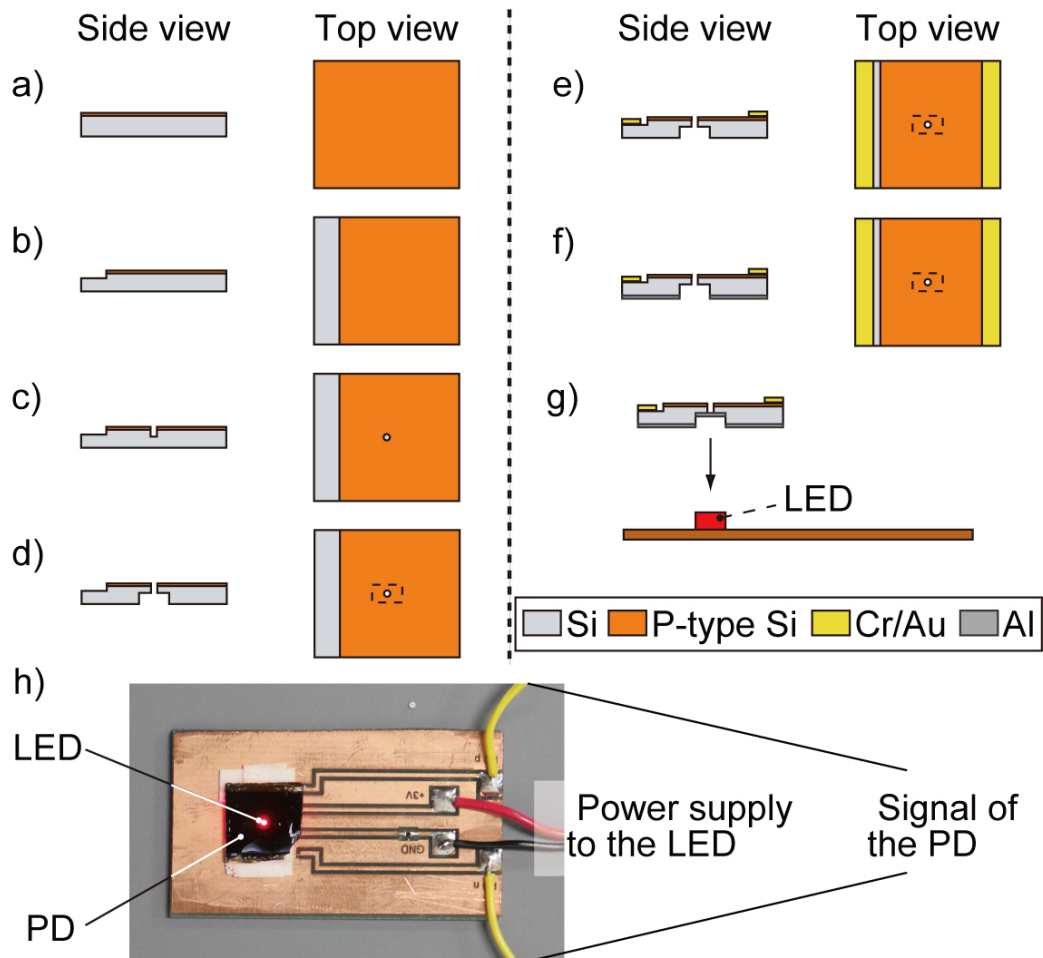 Side view Top view
a)
b)
c)
d)
Side view Top view
e)
f)
g)
LED
Si P-type Si Cr/Au Al
h)
LED
PD
p
+3V
GND
n
Power supply
to the LED
Signal of
the PD